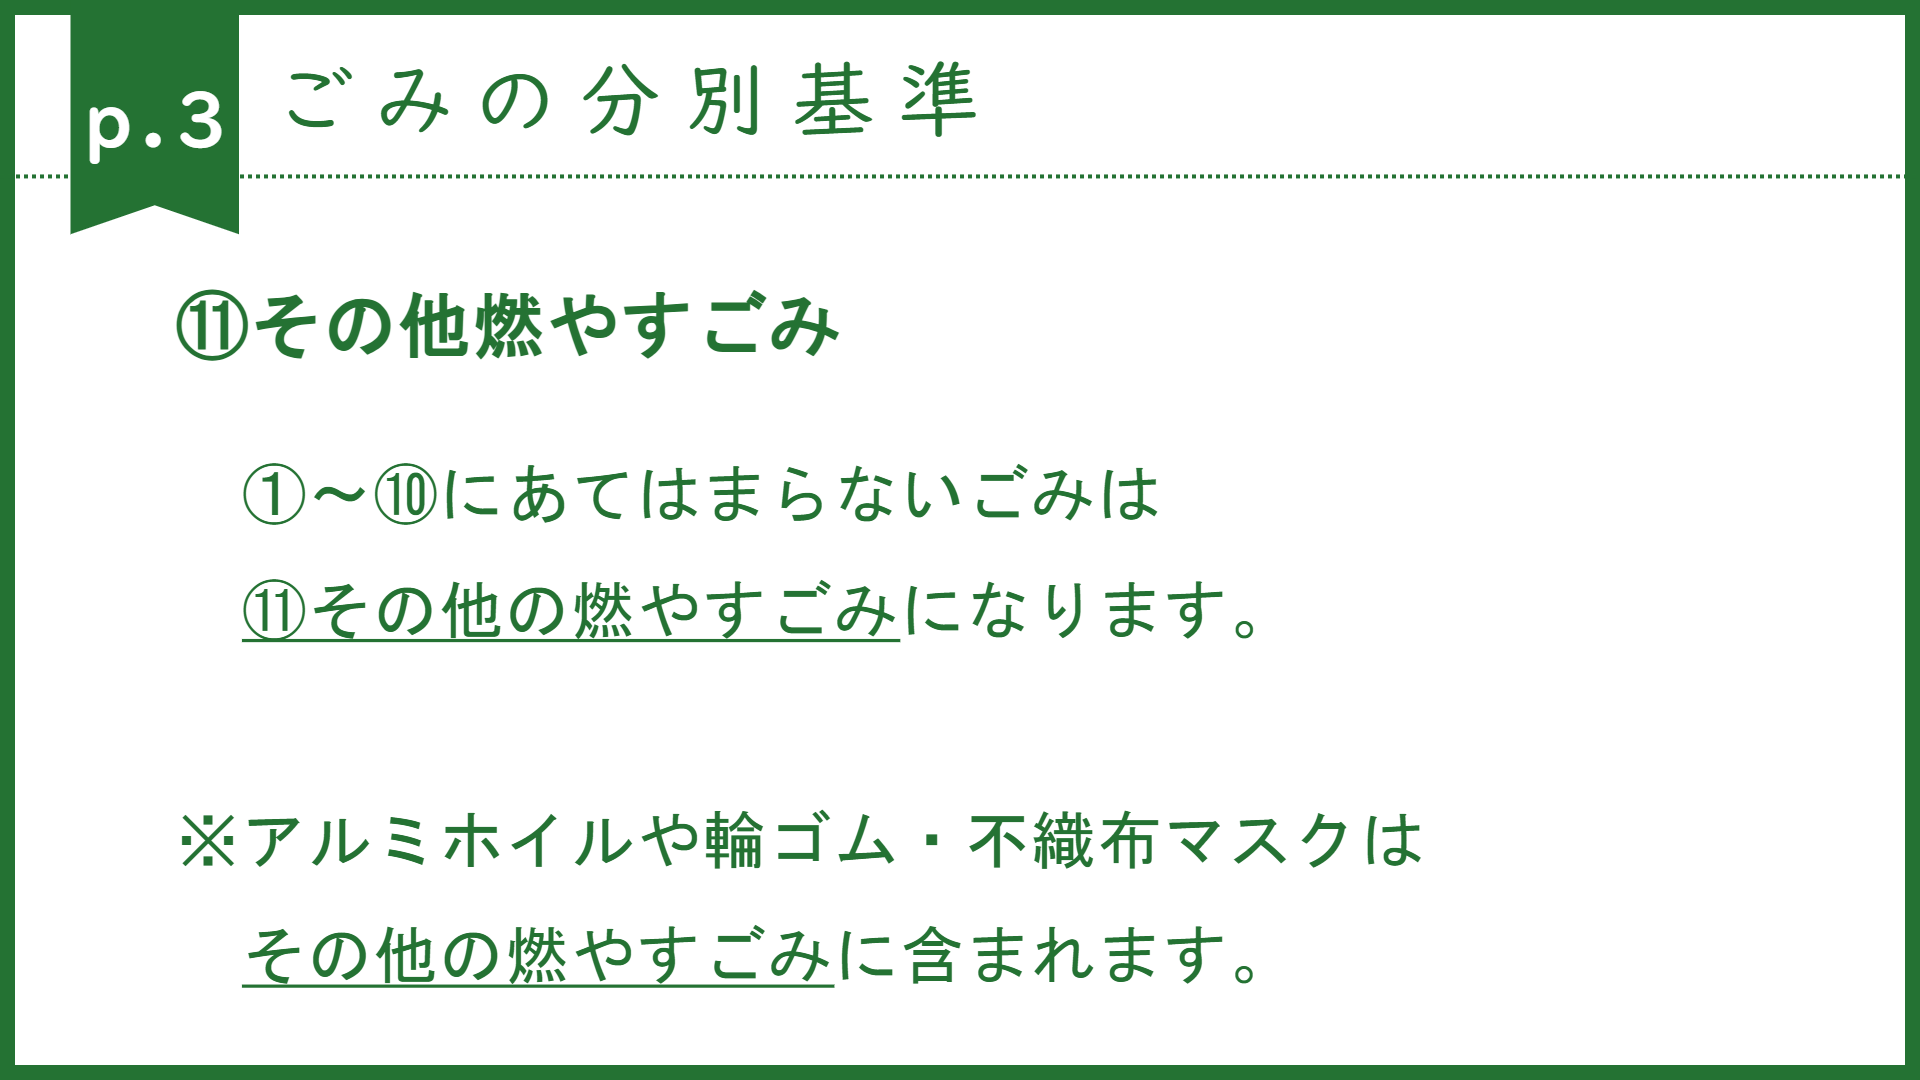 p.3
ごみの分別基準
⑪その他燃やすごみ
①～⑩にあてはまらないごみは
⑪その他の燃やすごみになります。
※アルミホイルや輪ゴム・不織布マスクは
その他の燃やすごみに含まれます。